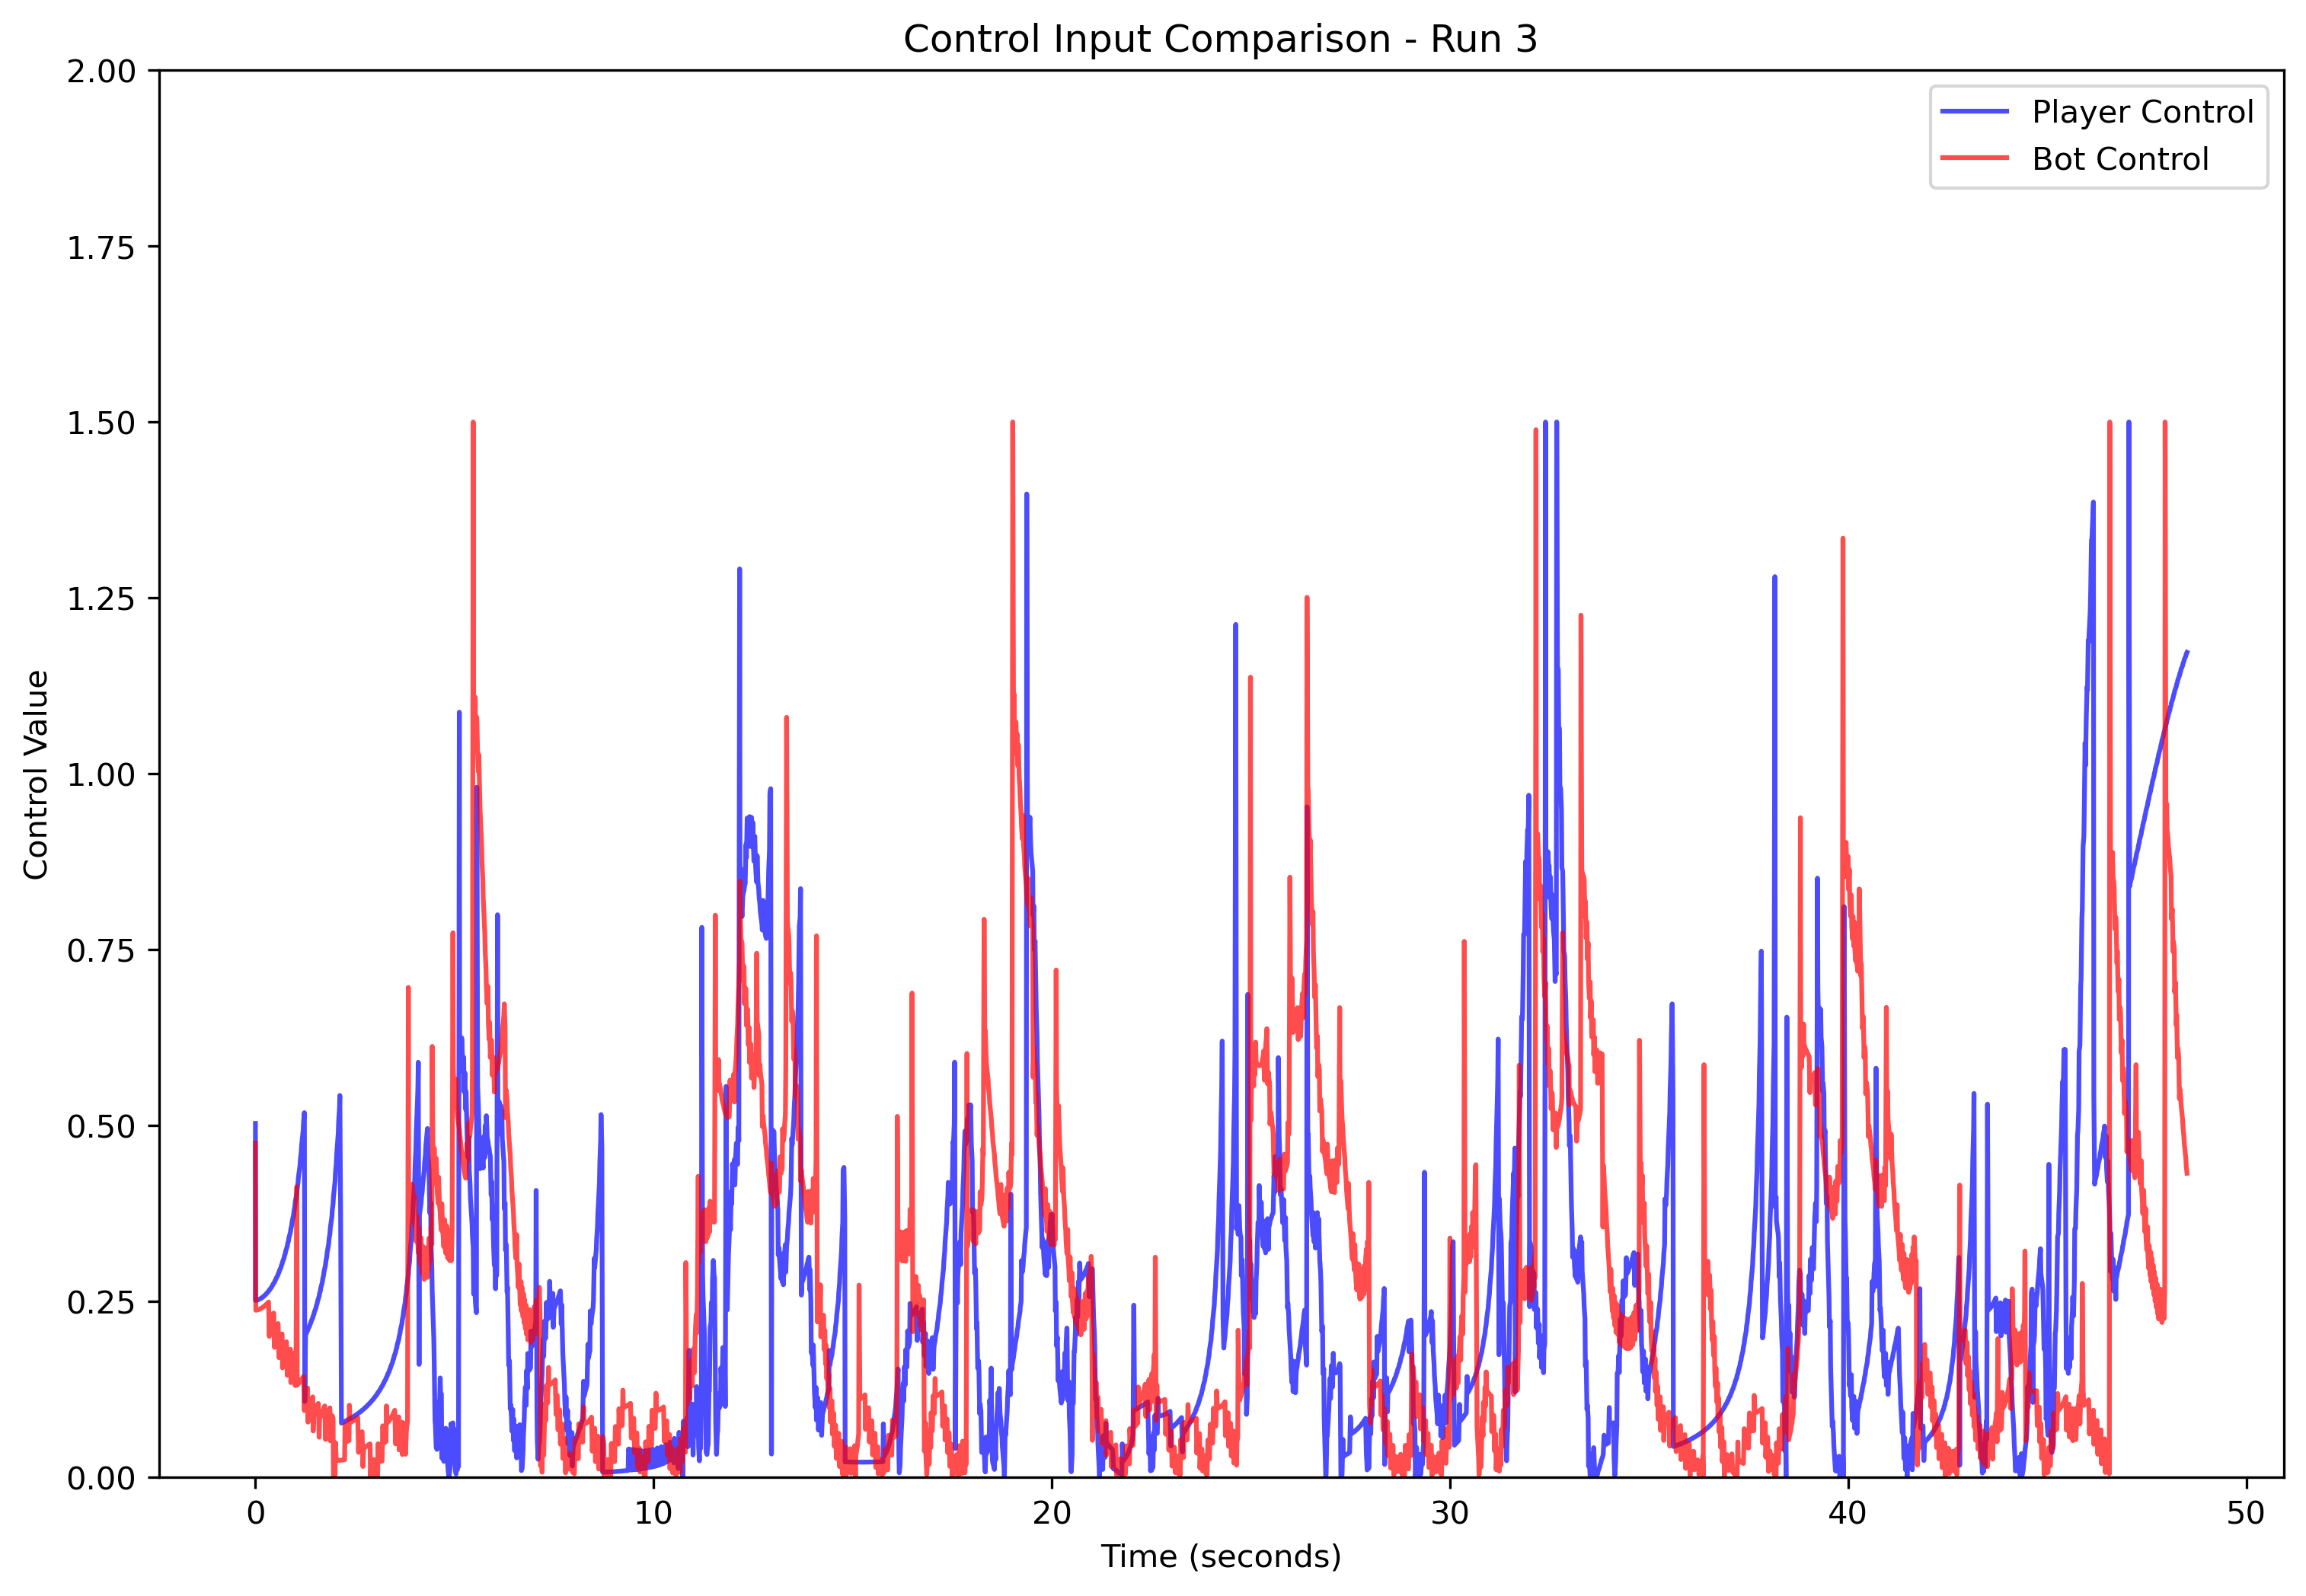 Control Input Comparison - Run 3
Player Control
Bot Control
Control Value
2.00
1.75
1.50
1.25
1.00
0.75
0.50
0.25
0.00
0 10 20 30 40 50
Time (seconds)